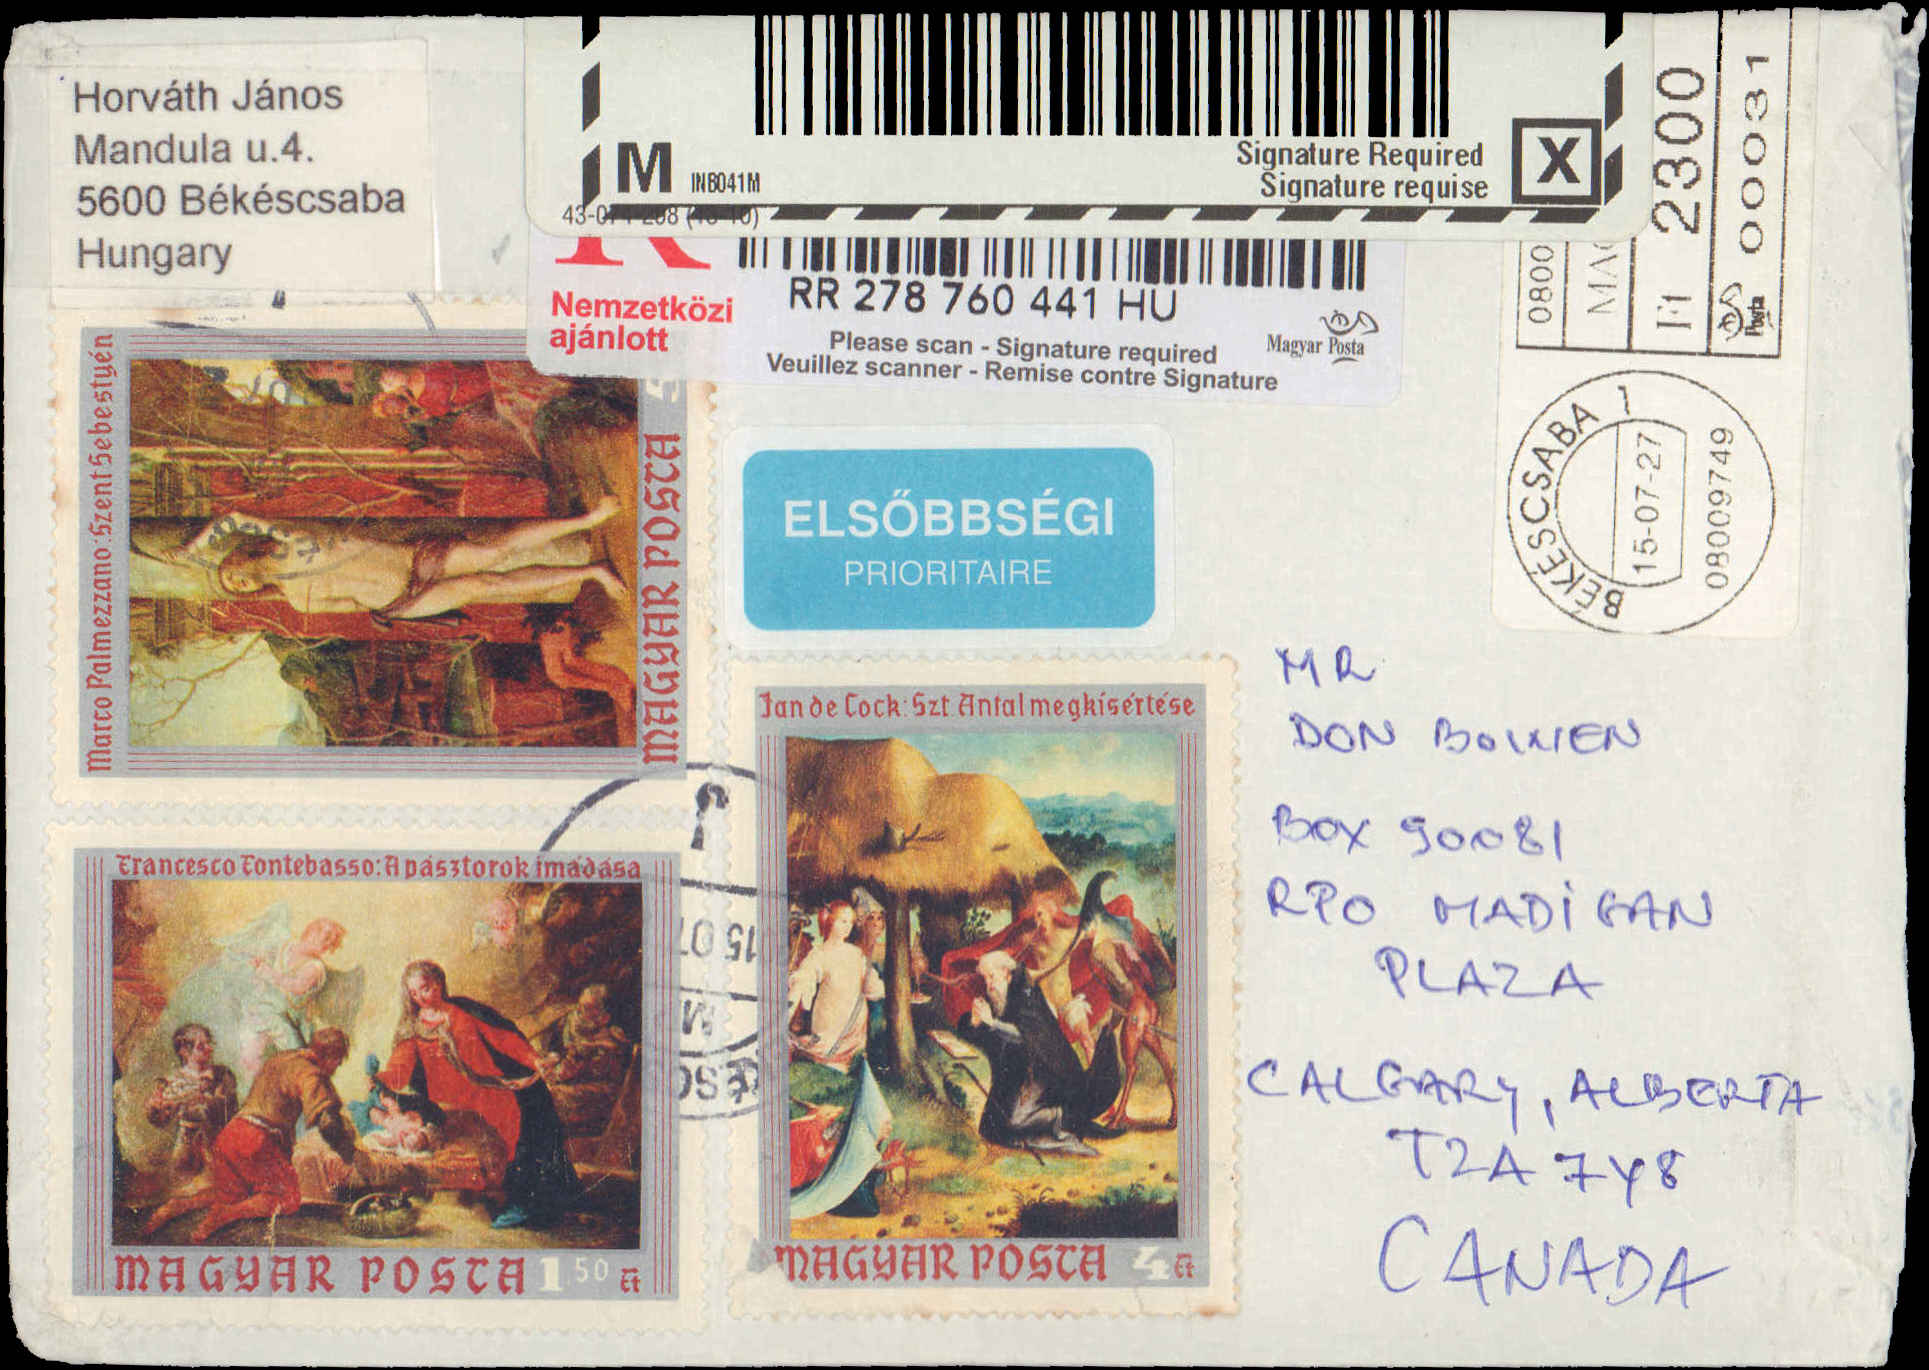 Horváth János
Mandula u.4.
5600 Békéscsaba
Hungary
M INB041M
Signature Required
Signature requise
X
Nemzetközi
ajánlott
RR 278 760 441 HU
Please scan - Signature required
Veuillez scanner - Remise contre Signature
Magyar Posta
0800
Ft 2300
Posta 00031
BÉKÉSCSABA 1
15-07-27
08009749
ELSŐBBSÉGI
PRIORITAIRE
Marco Palmezzano: Szent Sebestyén
MAGYAR POSTA
Jan de Cock: Szt Antal megkísértése
MAGYAR POSTA 4 Ft
Francesco Fontebasso: A pásztorok imádása
MAGYAR POSTA 1.50 Ft
15 07
MR
DON BOWEN
BOX 90081
RPO MADIGAN
PLAZA
CALGARY, ALBERTA
T2A 7Y8
CANADA